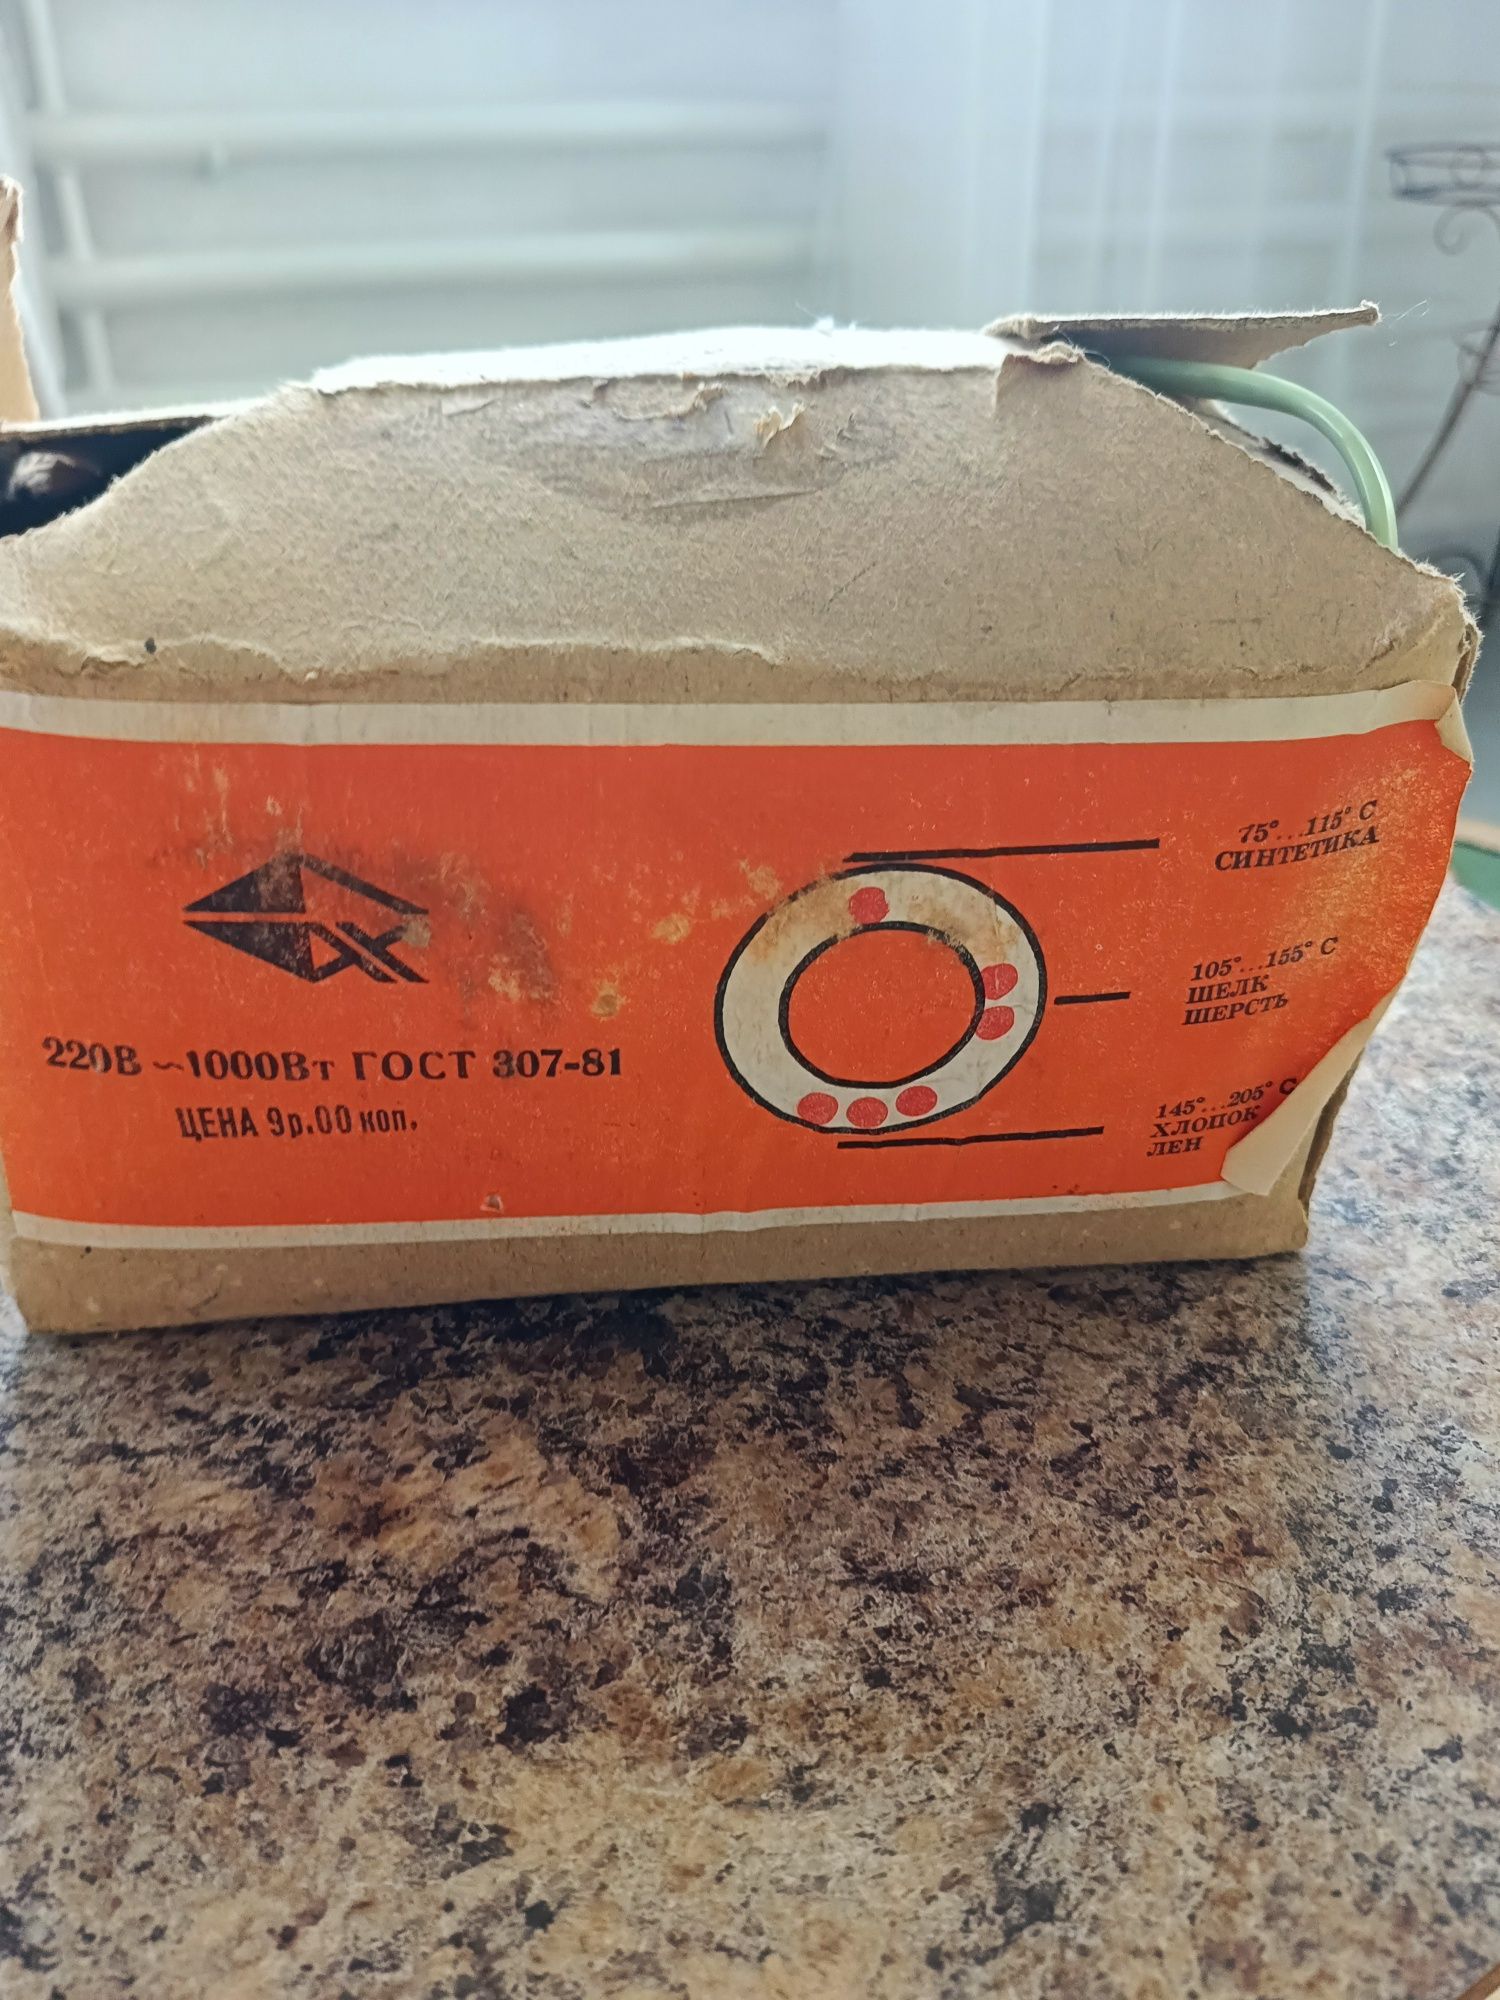 220В ~1000Вт ГОСТ 307-81
ЦЕНА 9р.00 коп.
75°...115° С
СИНТЕТИКА
105°...155° С
ШЕЛК
ШЕРСТЬ
145°...205° С
ХЛОПОК
ЛЕН